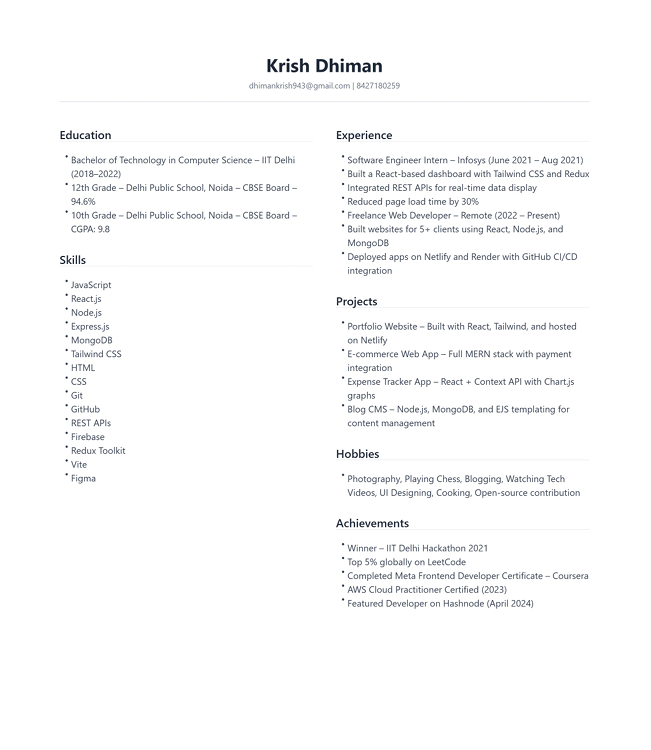 Krish Dhiman
dhimankrish943@gmail.com | 8427180259
Education
• Bachelor of Technology in Computer Science – IIT Delhi
(2018–2022)
• 12th Grade – Delhi Public School, Noida – CBSE Board –
94.6%
• 10th Grade – Delhi Public School, Noida – CBSE Board –
CGPA: 9.8
Skills
• JavaScript
• React.js
• Node.js
• Express.js
• MongoDB
• Tailwind CSS
• HTML
• CSS
• Git
• GitHub
• REST APIs
• Firebase
• Redux Toolkit
• Vite
• Figma
Experience
• Software Engineer Intern – Infosys (June 2021 – Aug 2021)
• Built a React-based dashboard with Tailwind CSS and Redux
• Integrated REST APIs for real-time data display
• Reduced page load time by 30%
• Freelance Web Developer – Remote (2022 – Present)
• Built websites for 5+ clients using React, Node.js, and
MongoDB
• Deployed apps on Netlify and Render with GitHub CI/CD
integration
Projects
• Portfolio Website – Built with React, Tailwind, and hosted
on Netlify
• E-commerce Web App – Full MERN stack with payment
integration
• Expense Tracker App – React + Context API with Chart.js
graphs
• Blog CMS – Node.js, MongoDB, and EJS templating for
content management
Hobbies
• Photography, Playing Chess, Blogging, Watching Tech
Videos, UI Designing, Cooking, Open-source contribution
Achievements
• Winner – IIT Delhi Hackathon 2021
• Top 5% globally on LeetCode
• Completed Meta Frontend Developer Certificate – Coursera
• AWS Cloud Practitioner Certified (2023)
• Featured Developer on Hashnode (April 2024)